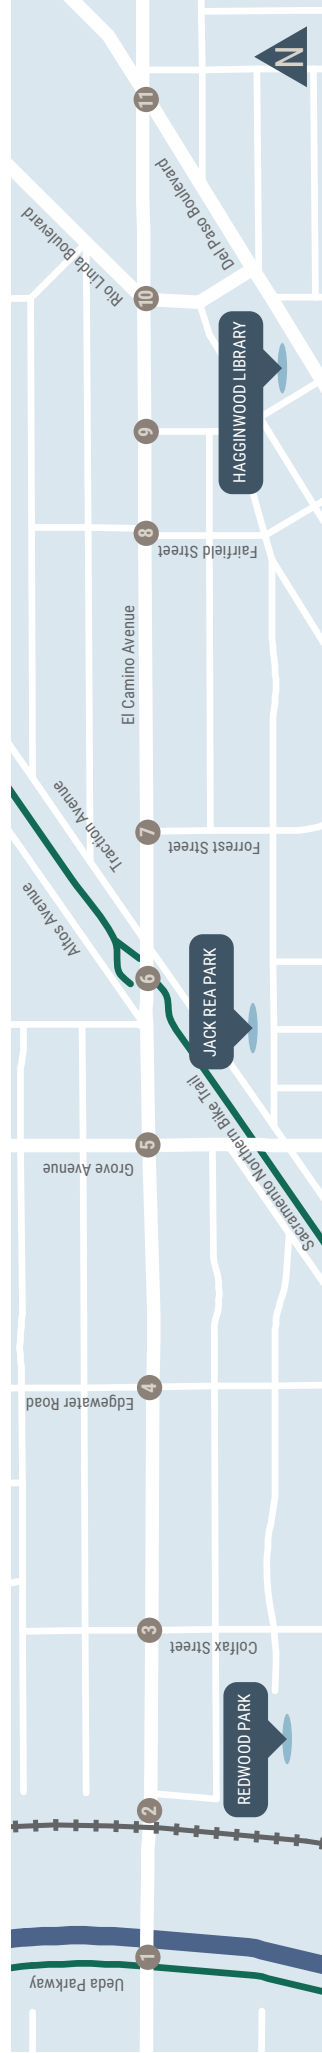 N
11
Del Paso Boulevard
Rio Linda Boulevard
10
HAGGINWOOD LIBRARY
9
8
Fairfield Street
El Camino Avenue
7
Forrest Street
Traction Avenue
Altos Avenue
6
JACK REA PARK
Sacramento Northern Bike Trail
5
Grove Avenue
4
Edgewater Road
3
Colfax Street
REDWOOD PARK
2
1
Ueda Parkway